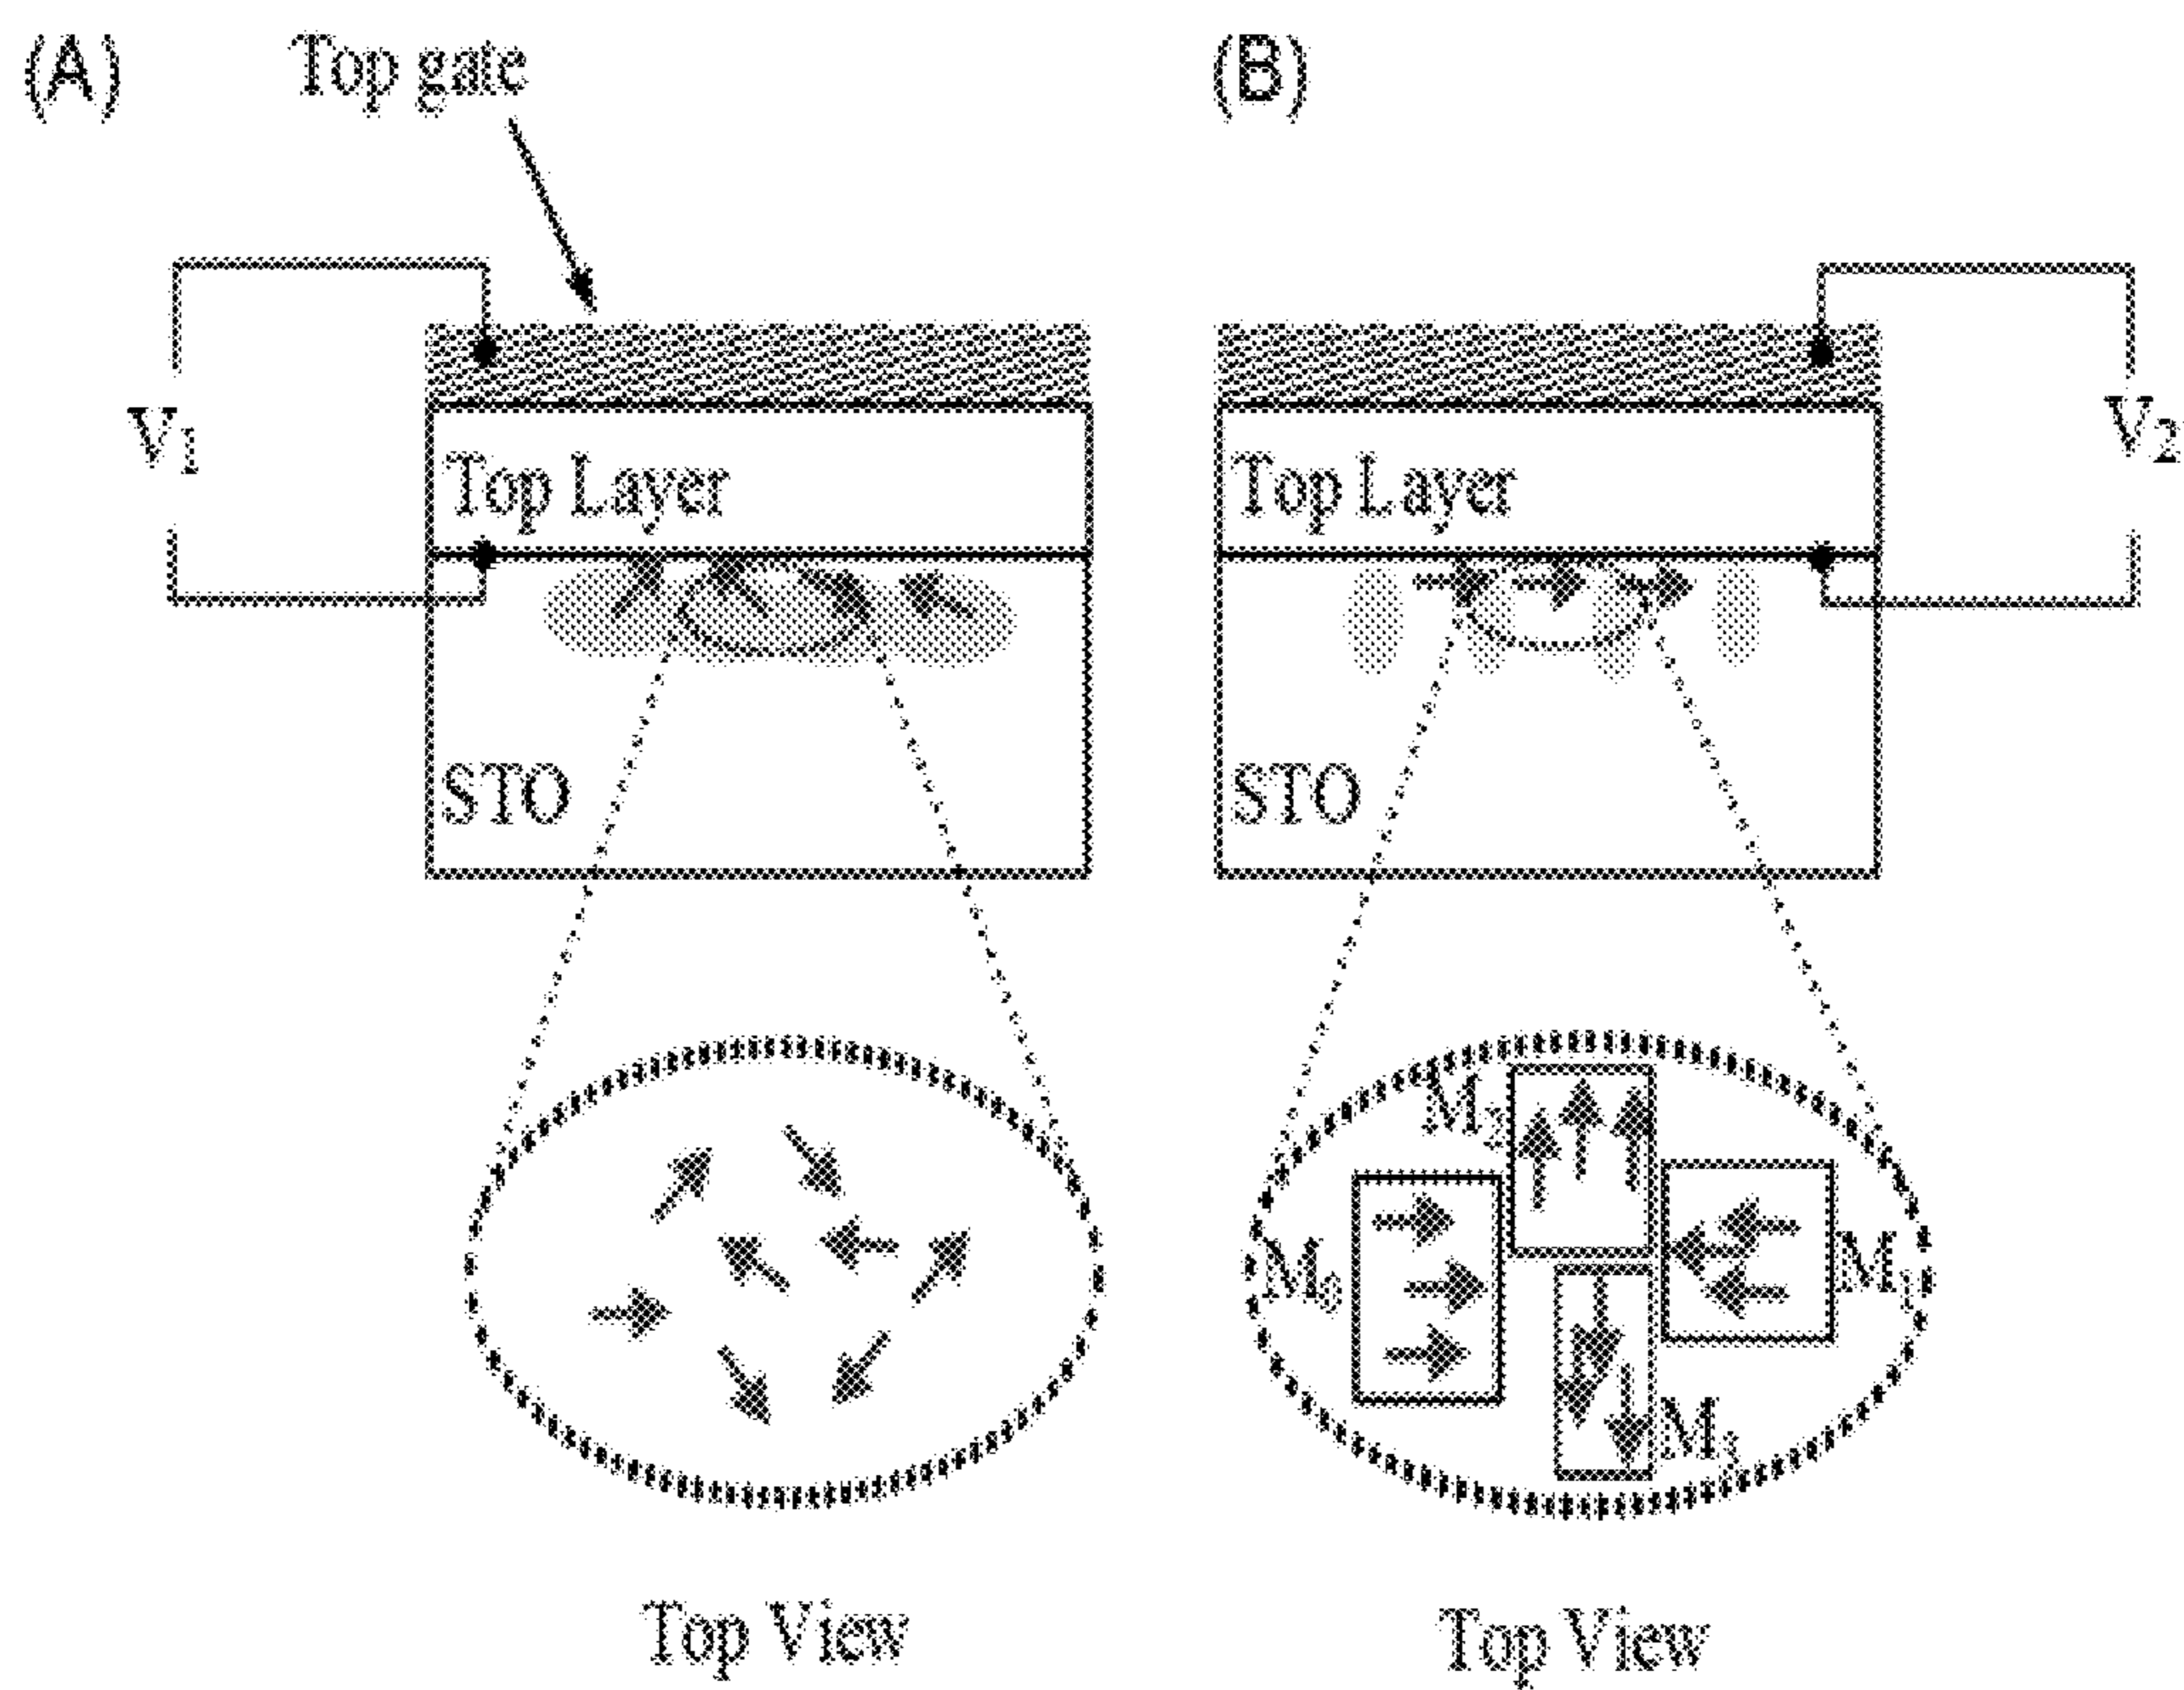 (A)
Top gate
V1
Top Layer
STO
Top View
(B)
V2
Top Layer
STO
M2
M0
M1
M3
Top View